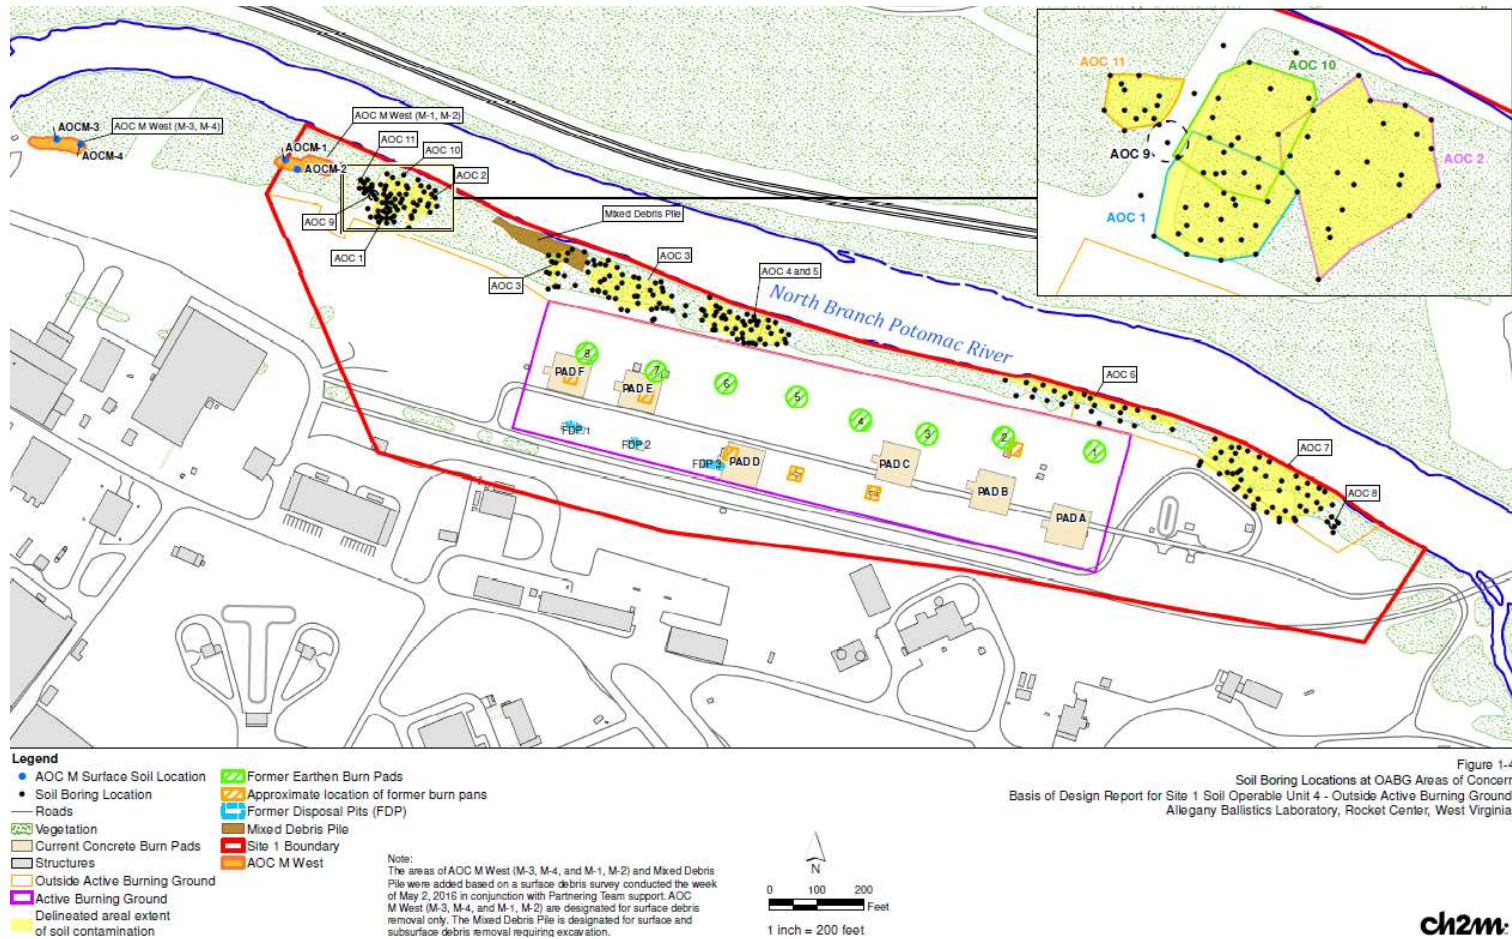 AOC 11
AOC 10
AOC 9
AOC 2
AOC 1
AOCM-3
AOC M West (M-3, M-4)
AOCM-4
AOC M West (M-1, M-2)
AOCM-1
AOC 11
AOCM-2
AOC 10
AOC 2
AOC 9
AOC 1
Mixed Debris Pile
AOC 3
AOC 3
AOC 4 and 5
North Branch Potomac River
AOC 6
AOC 7
AOC 8
8
7
6
5
4
3
2
1
PAD F
PAD E
FDP 1
FDP 2
FDP 3
PAD D
PAD C
PAD B
PAD A
Legend
AOC M Surface Soil Location
Soil Boring Location
Roads
Vegetation
Current Concrete Burn Pads
Structures
Outside Active Burning Ground
Active Burning Ground
Delineated areal extent
of soil contamination
Former Earthen Burn Pads
Approximate location of former burn pans
Former Disposal Pits (FDP)
Mixed Debris Pile
Site 1 Boundary
AOC M West
Note:
The areas of AOC M West (M-3, M-4, and M-1, M-2) and Mixed Debris
Pile were added based on a surface debris survey conducted the week
of May 2, 2016 in conjunction with Partnering Team support. AOC
M West (M-3, M-4, and M-1, M-2) are designated for surface debris
removal only. The Mixed Debris Pile is designated for surface and
subsurface debris removal requiring excavation.
N
0 100 200
Feet
1 inch = 200 feet
Figure 1-4
Soil Boring Locations at OABG Areas of Concern
Basis of Design Report for Site 1 Soil Operable Unit 4 - Outside Active Burning Ground
Allegany Ballistics Laboratory, Rocket Center, West Virginia
ch2m: